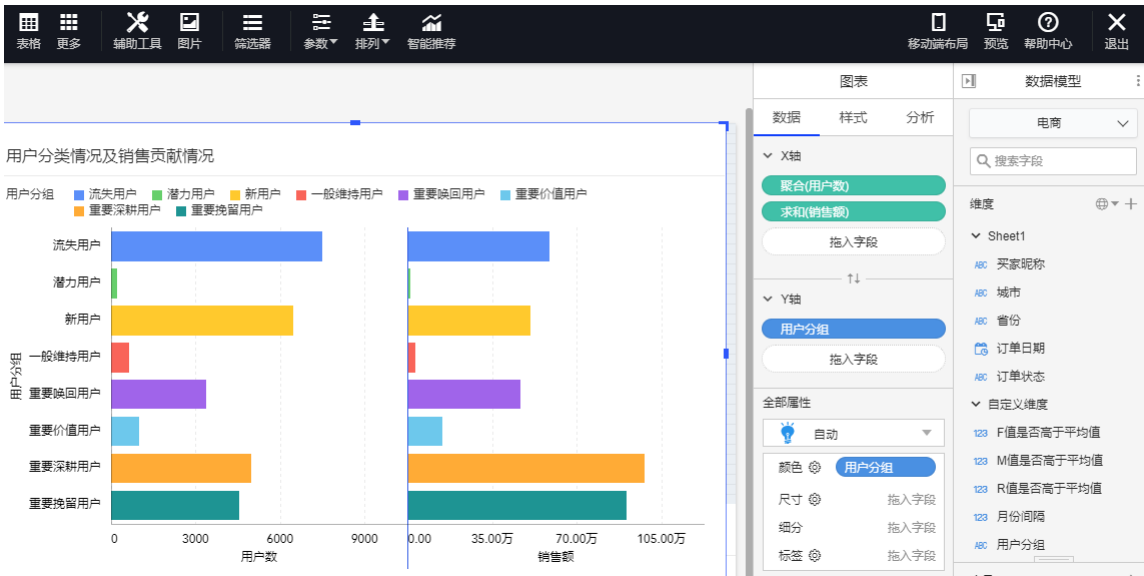 表格 更多 辅助工具 图片 筛选器 参数 排列 智能推荐 移动端布局 预览 帮助中心 退出
图表
数据 样式 分析
X轴
聚合(用户数)
求和(销售额)
拖入字段
Y轴
用户分组
拖入字段
全部属性
自动
颜色 用户分组
尺寸 拖入字段
细分 拖入字段
标签 拖入字段
数据模型
电商
搜索字段
维度
Sheet1
ABC 买家昵称
ABC 城市
ABC 省份
订单日期
ABC 订单状态
自定义维度
123 F值是否高于平均值
123 M值是否高于平均值
123 R值是否高于平均值
123 月份间隔
ABC 用户分组
用户分类情况及销售贡献情况
用户分组 流失用户 潜力用户 新用户 一般维持用户 重要唤回用户 重要价值用户
重要深耕用户 重要挽留用户
用户分组
流失用户
潜力用户
新用户
一般维持用户
重要唤回用户
重要价值用户
重要深耕用户
重要挽留用户
0 3000 6000 9000 0.00 35.00万 70.00万 105.00万
用户数 销售额